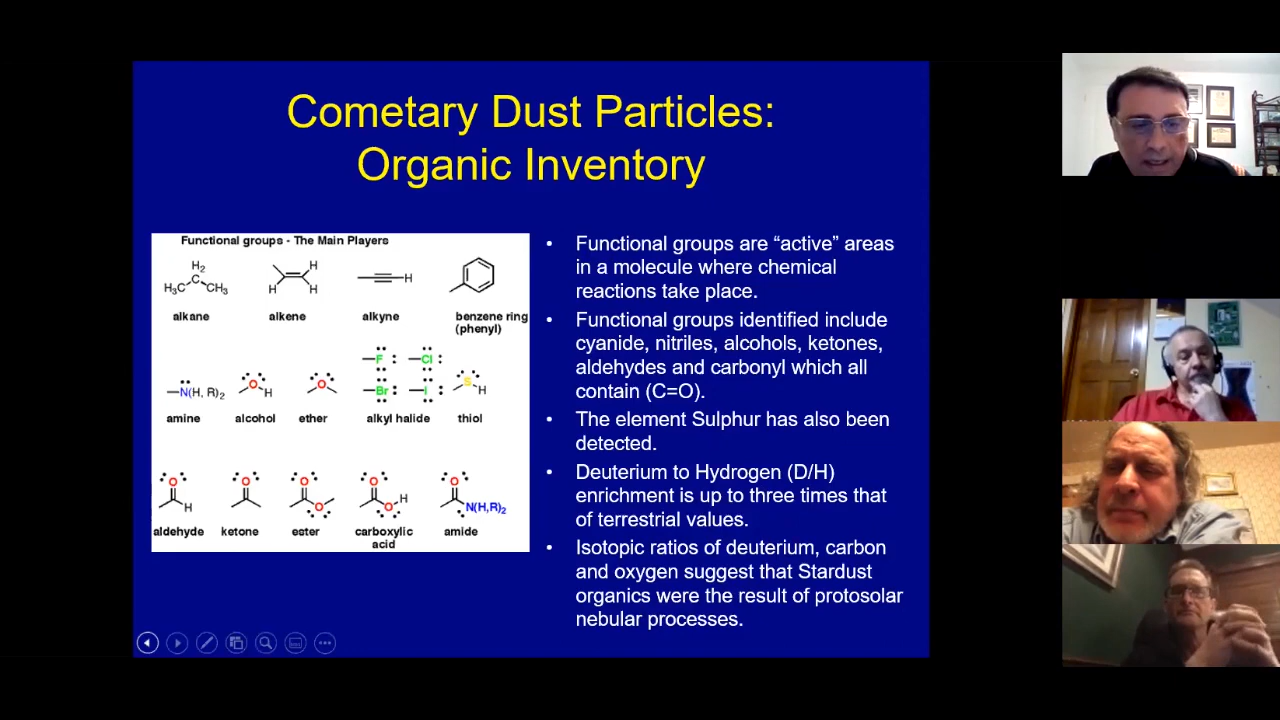 Cometary Dust Particles:
Organic Inventory
Functional groups - The Main Players
H2
C
H3C CH3
alkane
H
H H
alkene
H
alkyne
benzene ring
(phenyl)
N(H, R)2
amine
O H
alcohol
O
ether
F Cl
Br I
alkyl halide
S H
thiol
O
H
aldehyde
O
ketone
O
O
ester
O
O H
carboxylic
acid
O
N(H,R)2
amide
• Functional groups are “active” areas
in a molecule where chemical
reactions take place.
• Functional groups identified include
cyanide, nitriles, alcohols, ketones,
aldehydes and carbonyl which all
contain (C=O).
• The element Sulphur has also been
detected.
• Deuterium to Hydrogen (D/H)
enrichment is up to three times that
of terrestrial values.
• Isotopic ratios of deuterium, carbon
and oxygen suggest that Stardust
organics were the result of protosolar
nebular processes.